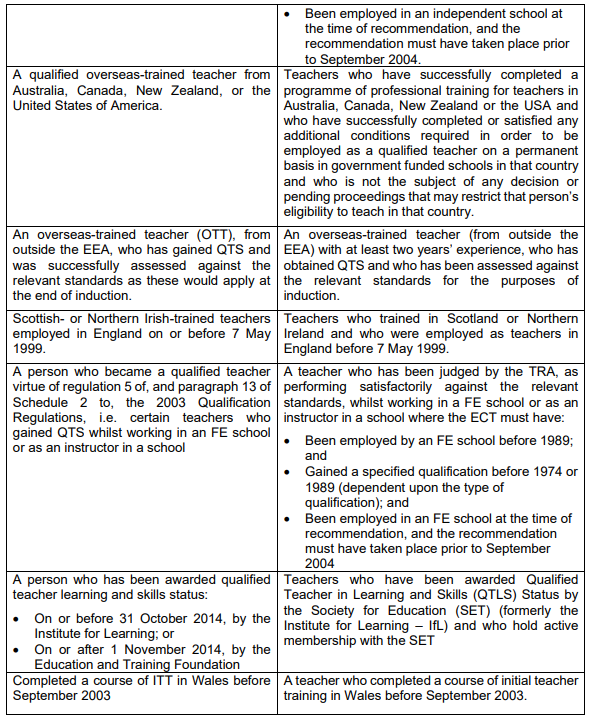 • Been employed in an independent school at
the time of recommendation, and the
recommendation must have taken place prior
to September 2004.
A qualified overseas-trained teacher from
Australia, Canada, New Zealand, or the
United States of America.
Teachers who have successfully completed a
programme of professional training for teachers in
Australia, Canada, New Zealand or the USA and
who have successfully completed or satisfied any
additional conditions required in order to be
employed as a qualified teacher on a permanent
basis in government funded schools in that country
and who is not the subject of any decision or
pending proceedings that may restrict that person’s
eligibility to teach in that country.
An overseas-trained teacher (OTT), from
outside the EEA, who has gained QTS and
was successfully assessed against the
relevant standards as these would apply at
the end of induction.
An overseas-trained teacher (from outside the
EEA) with at least two years’ experience, who has
obtained QTS and who has been assessed against
the relevant standards for the purposes of
induction.
Scottish- or Northern Irish-trained teachers
employed in England on or before 7 May
1999.
Teachers who trained in Scotland or Northern
Ireland and who were employed as teachers in
England before 7 May 1999.
A person who became a qualified teacher
virtue of regulation 5 of, and paragraph 13 of
Schedule 2 to, the 2003 Qualification
Regulations, i.e. certain teachers who
gained QTS whilst working in an FE school
or as an instructor in a school
A teacher who has been judged by the TRA, as
performing satisfactorily against the relevant
standards, whilst working in a FE school or as an
instructor in a school where the ECT must have:
• Been employed by an FE school before 1989;
and
• Gained a specified qualification before 1974 or
1989 (dependent upon the type of
qualification); and
• Been employed in an FE school at the time of
recommendation, and the recommendation
must have taken place prior to September
2004
A person who has been awarded qualified
teacher learning and skills status:
• On or before 31 October 2014, by the
Institute for Learning; or
• On or after 1 November 2014, by the
Education and Training Foundation
Teachers who have been awarded Qualified
Teacher in Learning and Skills (QTLS) Status by
the Society for Education (SET) (formerly the
Institute for Learning – IfL) and who hold active
membership with the SET
Completed a course of ITT in Wales before
September 2003
A teacher who completed a course of initial teacher
training in Wales before September 2003.